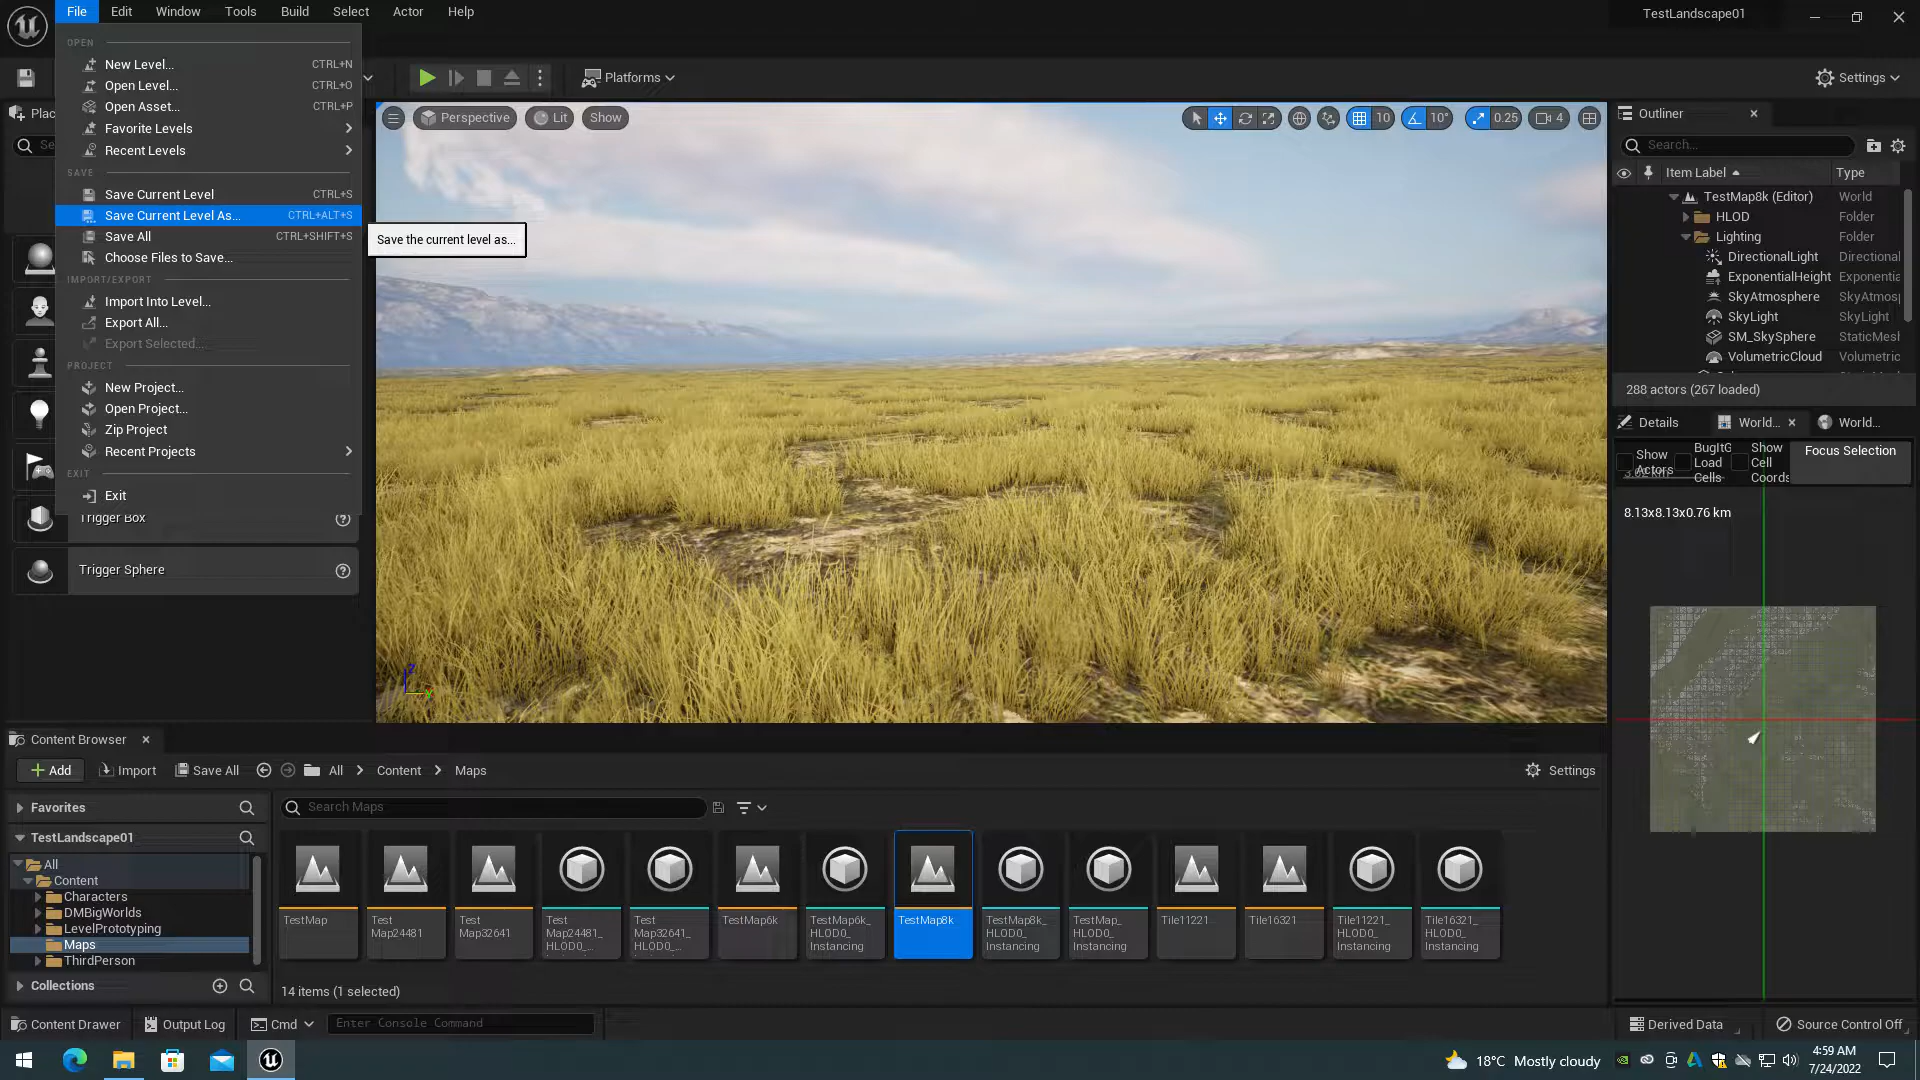 File Edit Window Tools Build Select Actor Help
TestLandscape01
OPEN
New Level... CTRL+N
Open Level... CTRL+O
Open Asset... CTRL+P
Favorite Levels
Recent Levels
SAVE
Save Current Level CTRL+S
Save Current Level As... CTRL+ALT+S
Save All CTRL+SHIFT+S
Choose Files to Save...
IMPORT/EXPORT
Import Into Level...
Export All...
Export Selected...
PROJECT
New Project...
Open Project...
Zip Project
Recent Projects
EXIT
Exit
Save the current level as...
Plac
Se
Trigger Box
Trigger Sphere
Platforms
Settings
Perspective Lit Show
10 10° 0.25 4
Z
Y
Outliner
Search...
Item Label Type
TestMap8k (Editor) World
HLOD Folder
Lighting Folder
DirectionalLight Directional
ExponentialHeight Exponentia
SkyAtmosphere SkyAtmos
SkyLight SkyLight
SM_SkySphere StaticMesh
VolumetricCloud Volumetric
288 actors (267 loaded)
Details World... World...
Show Actors
BugItG Load Cells
Show Cell Coords
Focus Selection
8.13x8.13x0.76 km
Content Browser
Add Import Save All All Content Maps Settings
Favorites
Search Maps
TestLandscape01
All
Content
Characters
DMBigWorlds
LevelPrototyping
Maps
ThirdPerson
Collections
TestMap
Test Map24481
Test Map32641
Test Map24481_ HLOD0_...
Test Map32641_ HLOD0_...
TestMap6k
TestMap6k_ HLOD0_ Instancing
TestMap8k
TestMap8k_ HLOD0_ Instancing
TestMap_ HLOD0_ Instancing
Tile11221
Tile16321
Tile11221_ HLOD0_ Instancing
Tile16321_ HLOD0_ Instancing
14 items (1 selected)
Content Drawer Output Log Cmd Enter Console Command Derived Data Source Control Off
18°C Mostly cloudy
4:59 AM
7/24/2022